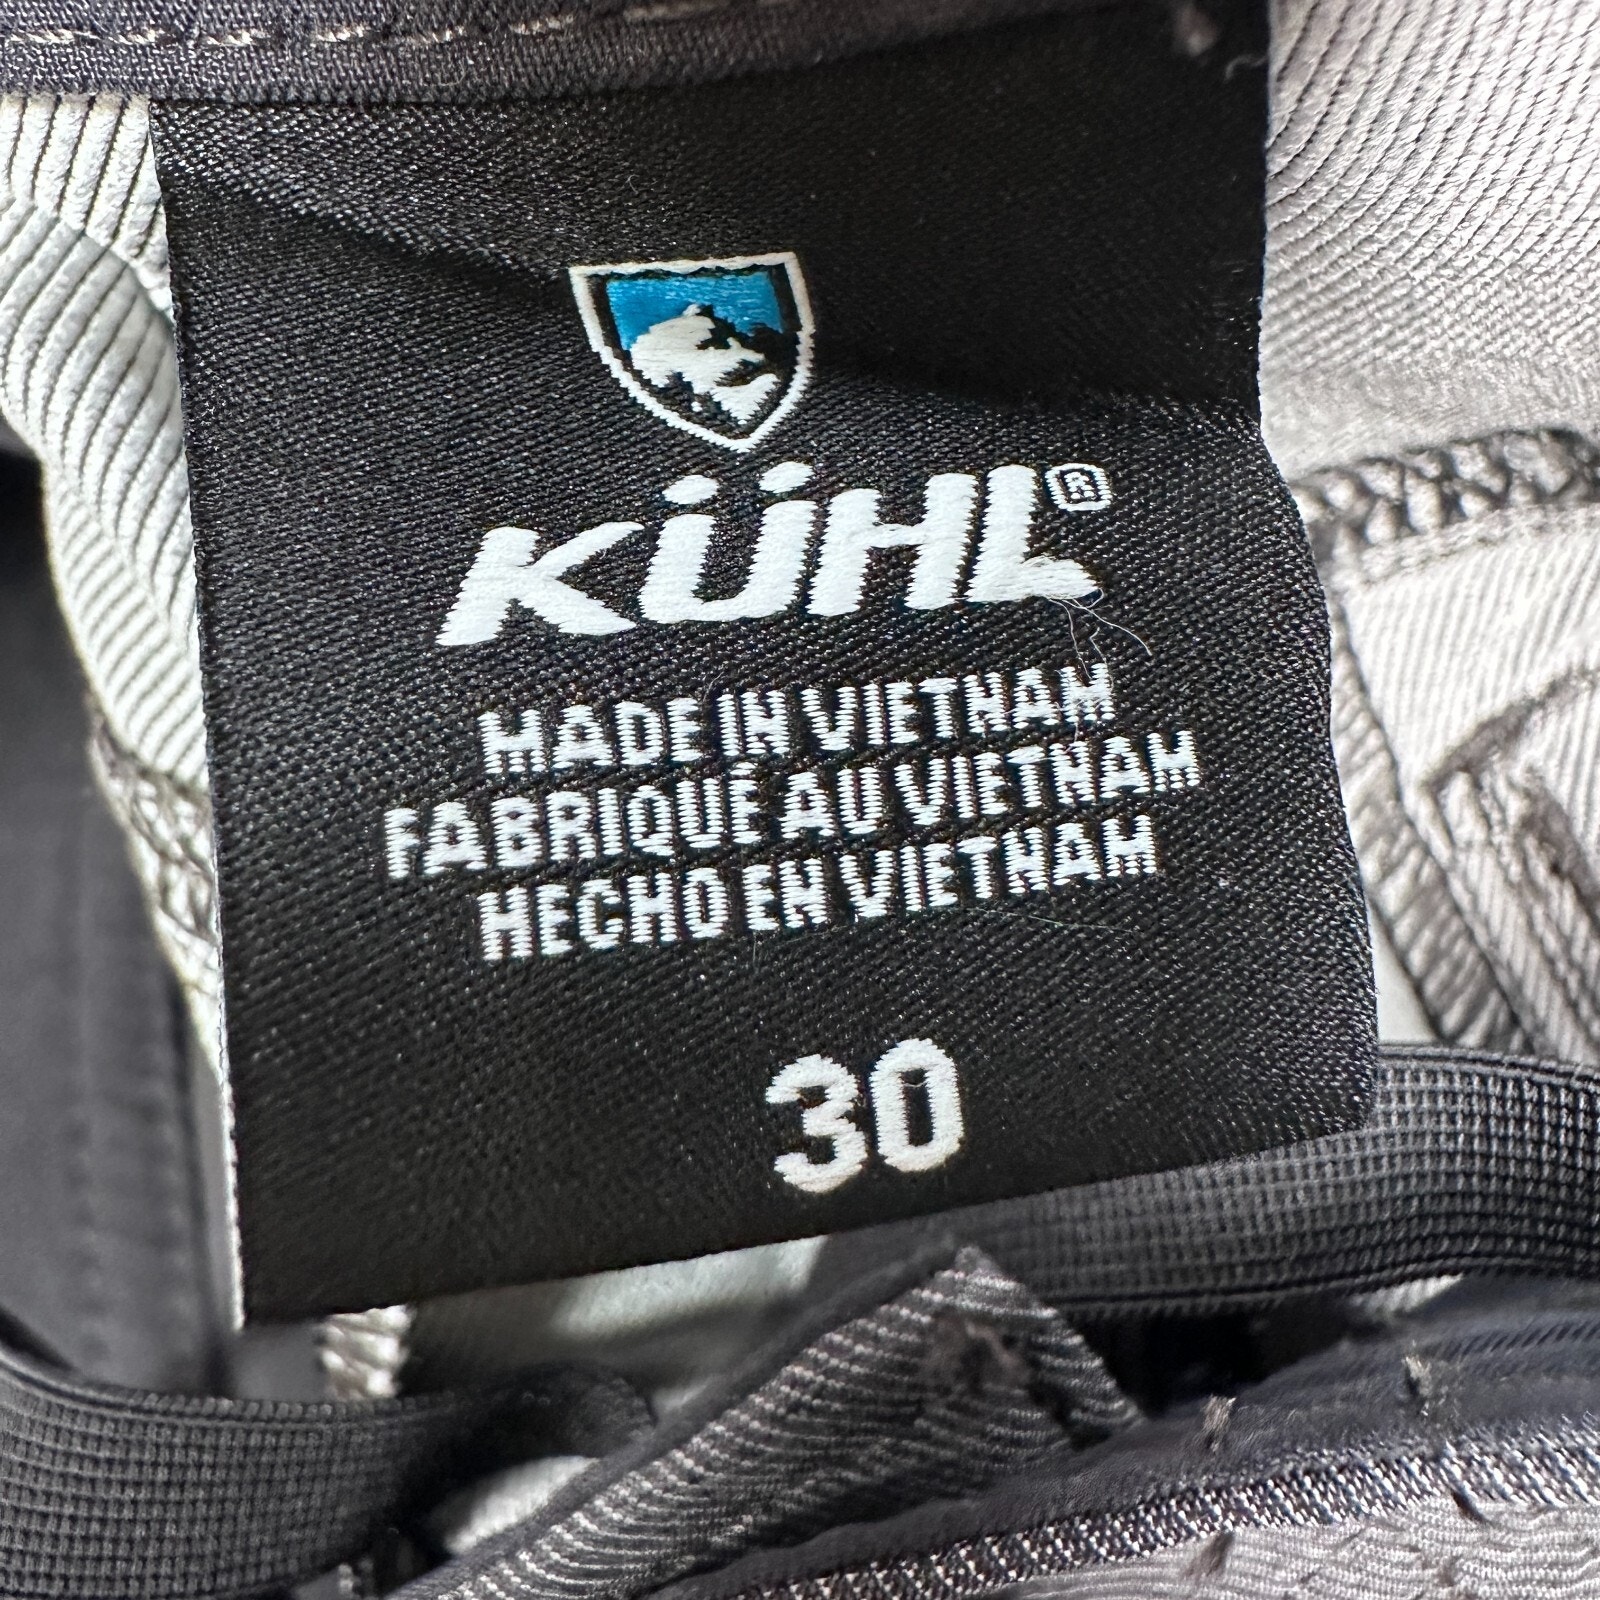 KÜHL®
MADE IN VIETNAM
FABRIQUÉ AU VIETNAM
HECHO EN VIETNAM
30